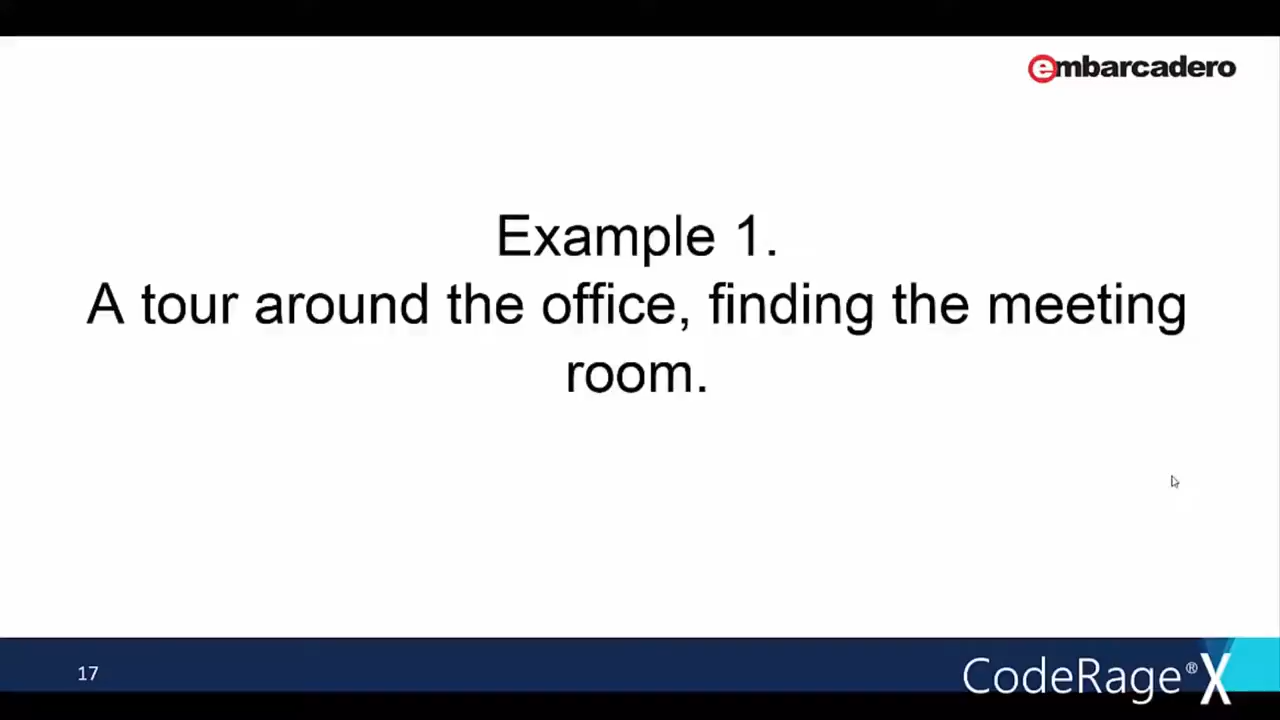 embarcadero
Example 1.
A tour around the office, finding the meeting
room.
17
CodeRage® X